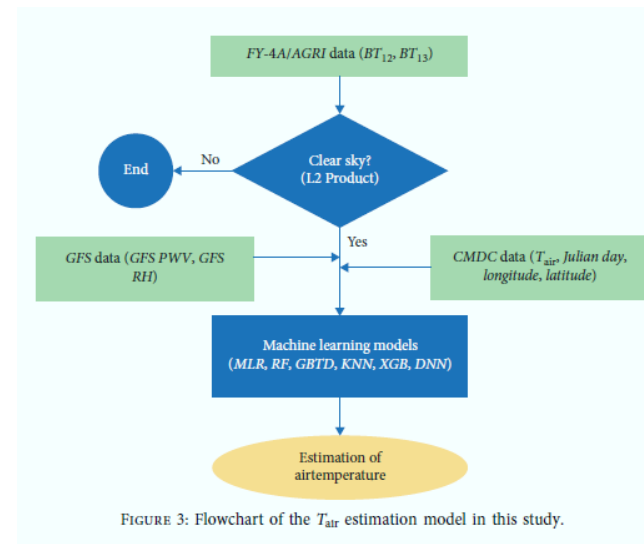 FY-4A/AGRI data (BT12, BT13)
Clear sky?
(L2 Product)
No
End
Yes
GFS data (GFS PWV, GFS
RH)
CMDC data (Tair, Julian day,
longitude, latitude)
Machine learning models
(MLR, RF, GBTD, KNN, XGB, DNN)
Estimation of
airtemperature
FIGURE 3: Flowchart of the Tair estimation model in this study.